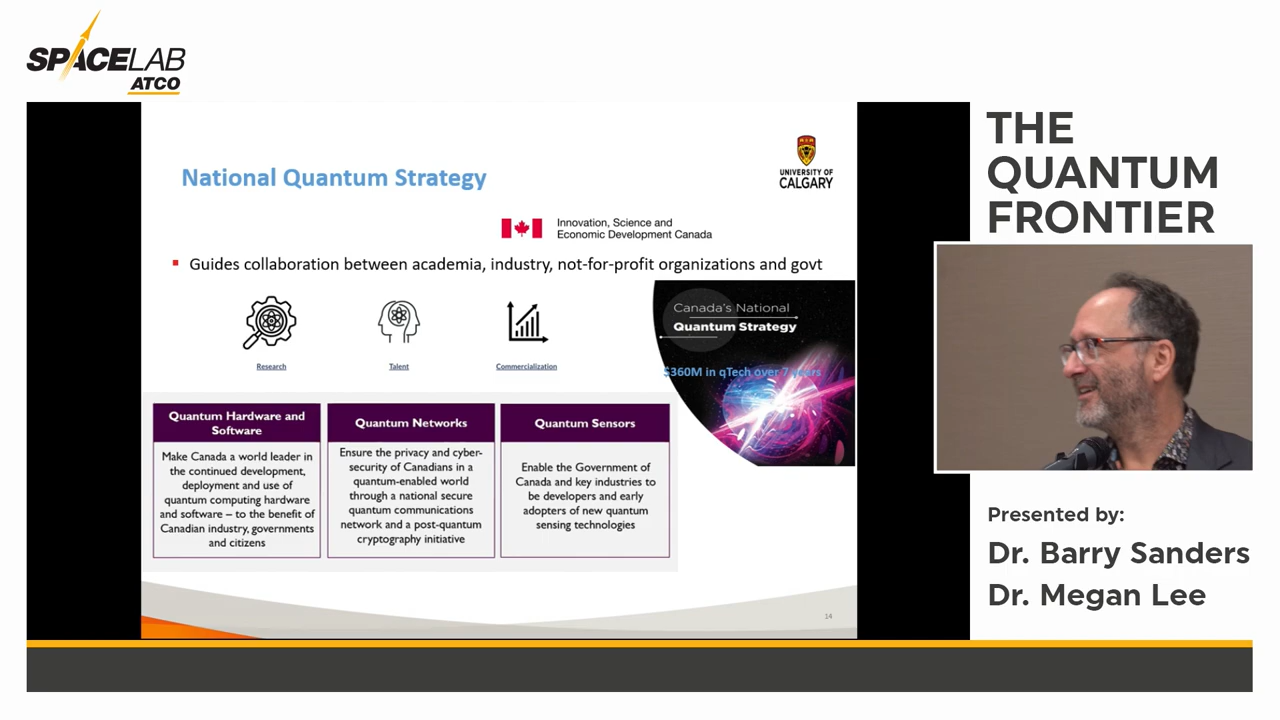 SPACELAB
ATCO
National Quantum Strategy
UNIVERSITY OF
CALGARY
Innovation, Science and
Economic Development Canada
Guides collaboration between academia, industry, not-for-profit organizations and govt
Research
Talent
Commercialization
Canada's National
Quantum Strategy
$360M in qTech over 7 years
Quantum Hardware and
Software
Make Canada a world leader in
the continued development,
deployment and use of
quantum computing hardware
and software – to the benefit of
Canadian industry, governments
and citizens
Quantum Networks
Ensure the privacy and cyber-
security of Canadians in a
quantum-enabled world
through a national secure
quantum communications
network and a post-quantum
cryptography initiative
Quantum Sensors
Enable the Government of
Canada and key industries to
be developers and early
adopters of new quantum
sensing technologies
14
THE
QUANTUM
FRONTIER
Presented by:
Dr. Barry Sanders
Dr. Megan Lee